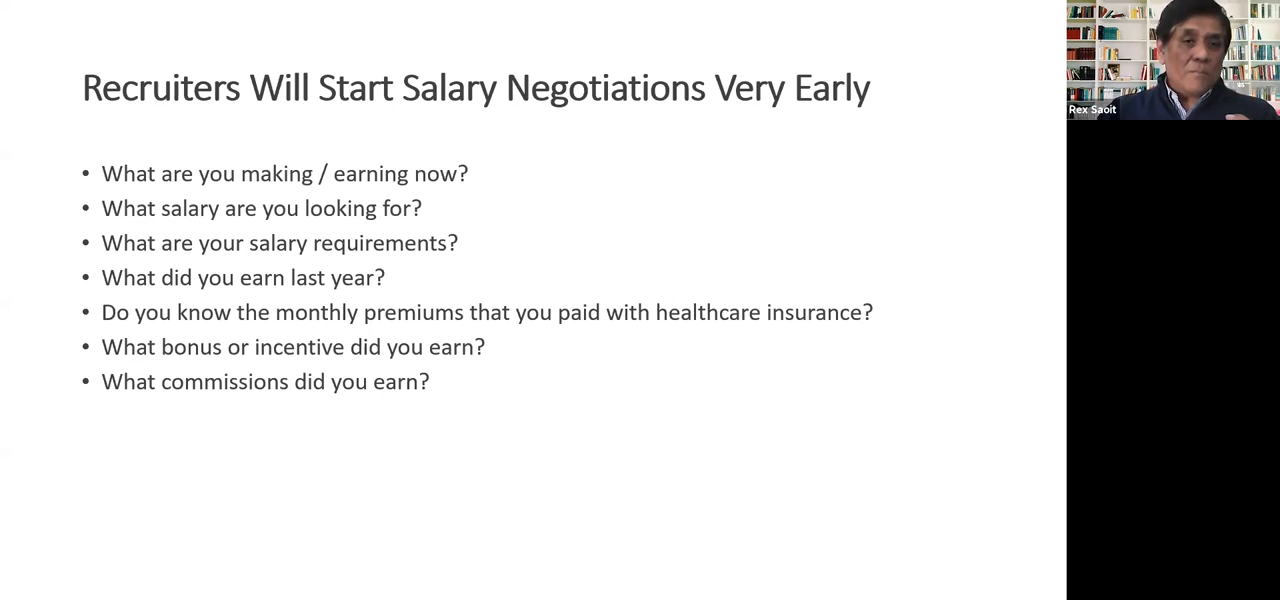 Recruiters Will Start Salary Negotiations Very Early
• What are you making / earning now?
• What salary are you looking for?
• What are your salary requirements?
• What did you earn last year?
• Do you know the monthly premiums that you paid with healthcare insurance?
• What bonus or incentive did you earn?
• What commissions did you earn?
Rex Saoit